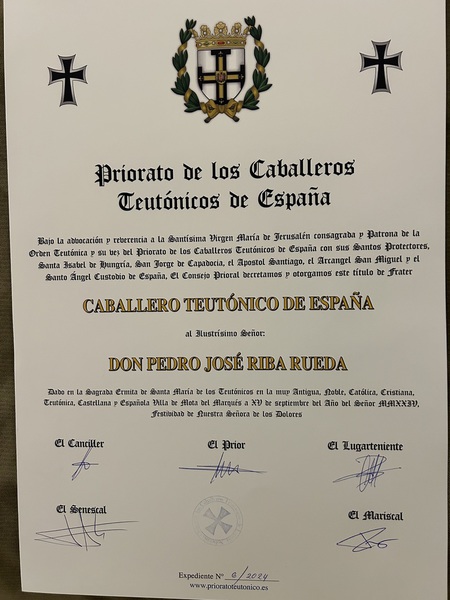 Priorato de los Caballeros
Teutónicos de España
Bajo la advocación y reverencia a la Santísima Virgen María de Jerusalén consagrada y Patrona de la
Orden Teutónica y su vez del Priorato de los Caballeros Teutónicos de España con sus Santos Protectores,
Santa Isabel de Hungría, San Jorge de Capadocia, el Apostol Santiago, el Arcangel San Miguel y el
Santo Ángel Custodio de España, El Consejo Prioral decretamos y otorgamos este título de Frater
CABALLERO TEUTÓNICO DE ESPAÑA
al Ilustrísimo Señor:
DON PEDRO JOSÉ RIBA RUEDA
Dado en la Sagrada Ermita de Santa María de los Teutónicos en la muy Antigua, Noble, Católica, Cristiana,
Teutónica, Castellana y Española Villa de Mota del Marqués a XV de septiembre del Año del Señor MMXXIV,
Festividad de Nuestra Señora de los Dolores
El Canciller El Prior El Lugarteniente
El Senescal El Mariscal
Expediente Nº 6/2024
www.prioratoteutonico.es